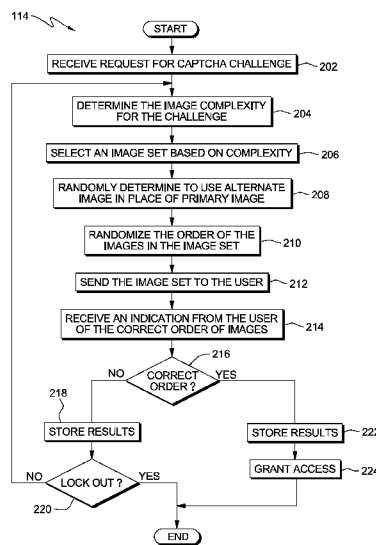 114
START
RECEIVE REQUEST FOR CAPTCHA CHALLENGE
202
DETERMINE THE IMAGE COMPLEXITY
FOR THE CHALLENGE
204
SELECT AN IMAGE SET BASED ON COMPLEXITY
206
RANDOMLY DETERMINE TO USE ALTERNATE
IMAGE IN PLACE OF PRIMARY IMAGE
208
RANDOMIZE THE ORDER OF THE
IMAGES IN THE IMAGE SET
210
SEND THE IMAGE SET TO THE USER
212
RECEIVE AN INDICATION FROM THE USER
OF THE CORRECT ORDER OF IMAGES
214
216
NO
CORRECT
ORDER ?
YES
218
STORE RESULTS
STORE RESULTS
222
NO
LOCK OUT ?
YES
220
GRANT ACCESS
224
END